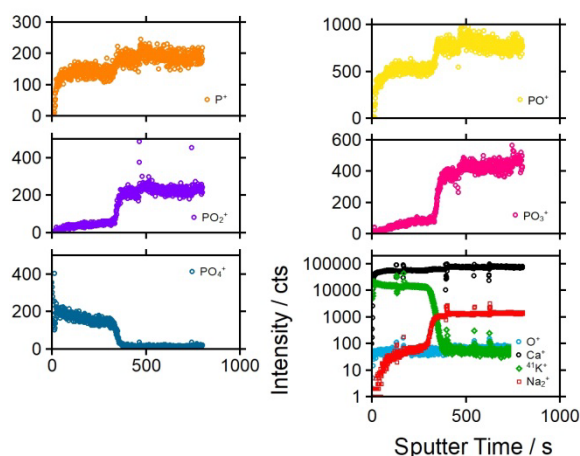 300
200
100
0
P⁺
1000
500
0
PO⁺
400
200
0
PO₂⁺
600
400
200
0
PO₃⁺
400
200
0
PO₄⁺
0 500 1000
Intensity / cts
100000
10000
1000
100
10
1
O⁺
Ca⁺
⁴¹K⁺
Na₂⁺
0 500 1000
Sputter Time / s